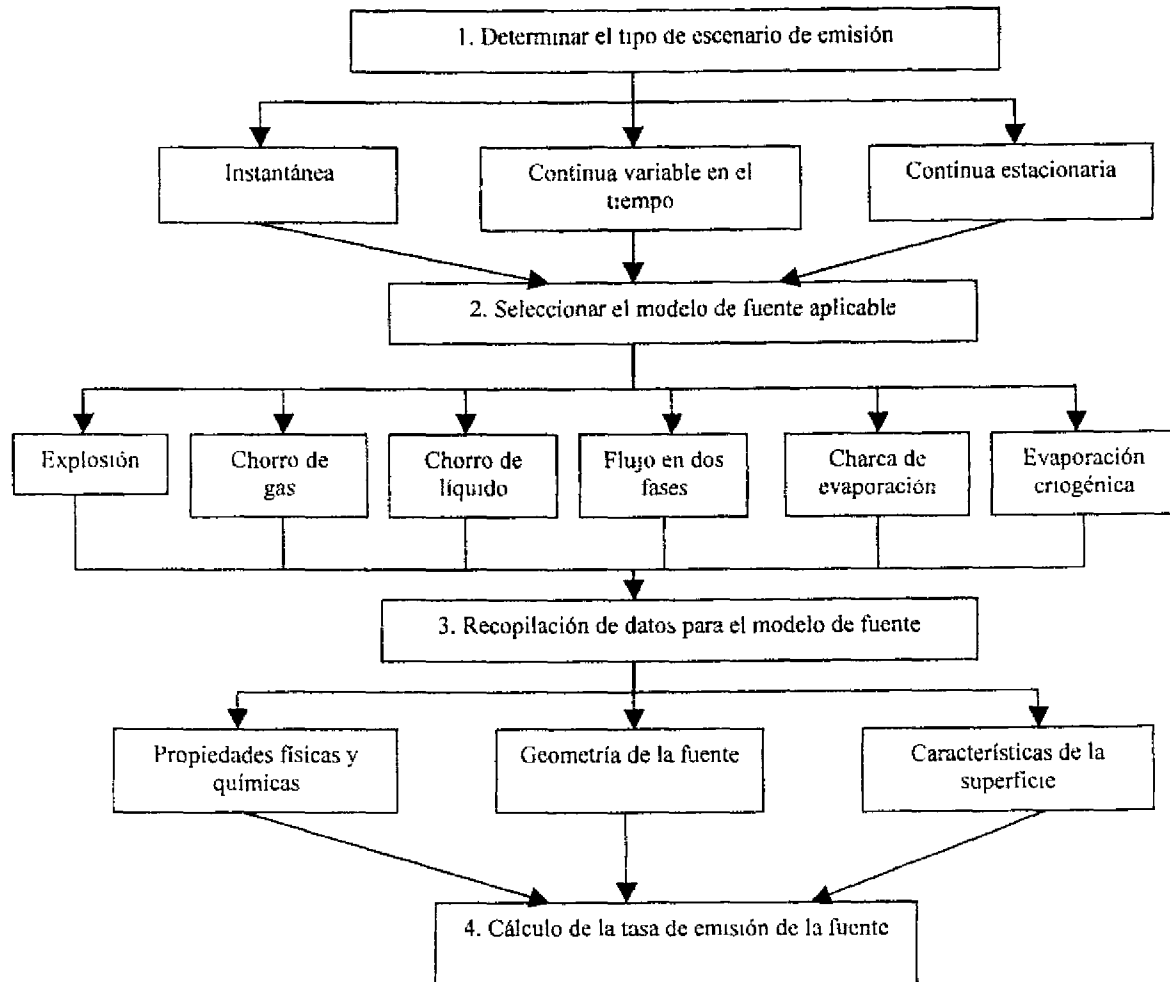 1. Determinar el tipo de escenario de emisión
Instantánea
Continua variable en el
tiempo
Continua estacionaria
2. Seleccionar el modelo de fuente aplicable
Explosión
Chorro de
gas
Chorro de
líquido
Flujo en dos
fases
Charca de
evaporación
Evaporación
criogénica
3. Recopilación de datos para el modelo de fuente
Propiedades físicas y
químicas
Geometría de la fuente
Características de la
superficie
4. Cálculo de la tasa de emisión de la fuente